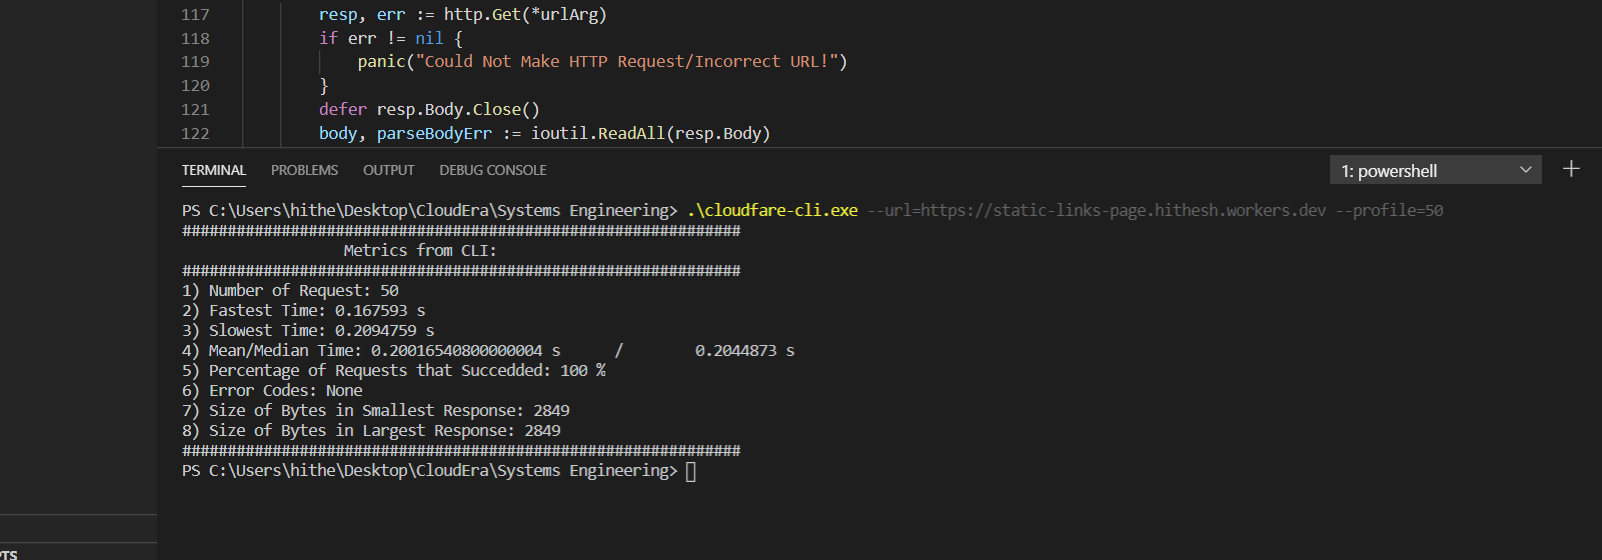 117 resp, err := http.Get(*urlArg)
118 if err != nil {
119 panic("Could Not Make HTTP Request/Incorrect URL!")
120 }
121 defer resp.Body.Close()
122 body, parseBodyErr := ioutil.ReadAll(resp.Body)
TERMINAL PROBLEMS OUTPUT DEBUG CONSOLE 1: powershell
PS C:\Users\hithe\Desktop\CloudEra\Systems Engineering> .\cloudfare-cli.exe --url=https://static-links-page.hithesh.workers.dev --profile=50
##############################################################
Metrics from CLI:
##############################################################
1) Number of Request: 50
2) Fastest Time: 0.167593 s
3) Slowest Time: 0.2094759 s
4) Mean/Median Time: 0.20016540800000004 s / 0.2044873 s
5) Percentage of Requests that Succedded: 100 %
6) Error Codes: None
7) Size of Bytes in Smallest Response: 2849
8) Size of Bytes in Largest Response: 2849
##############################################################
PS C:\Users\hithe\Desktop\CloudEra\Systems Engineering>
PTS